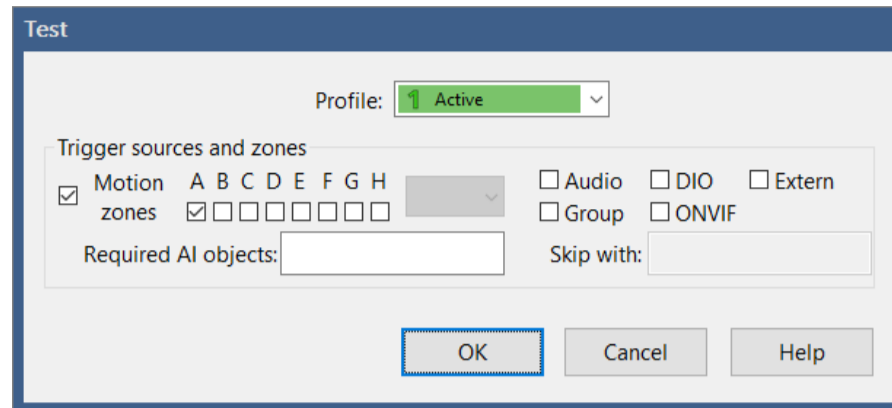 Test
Profile: 1 Active
Trigger sources and zones
Motion zones
A B C D E F G H
Audio DIO Extern
Group ONVIF
Required AI objects:
Skip with:
OK Cancel Help